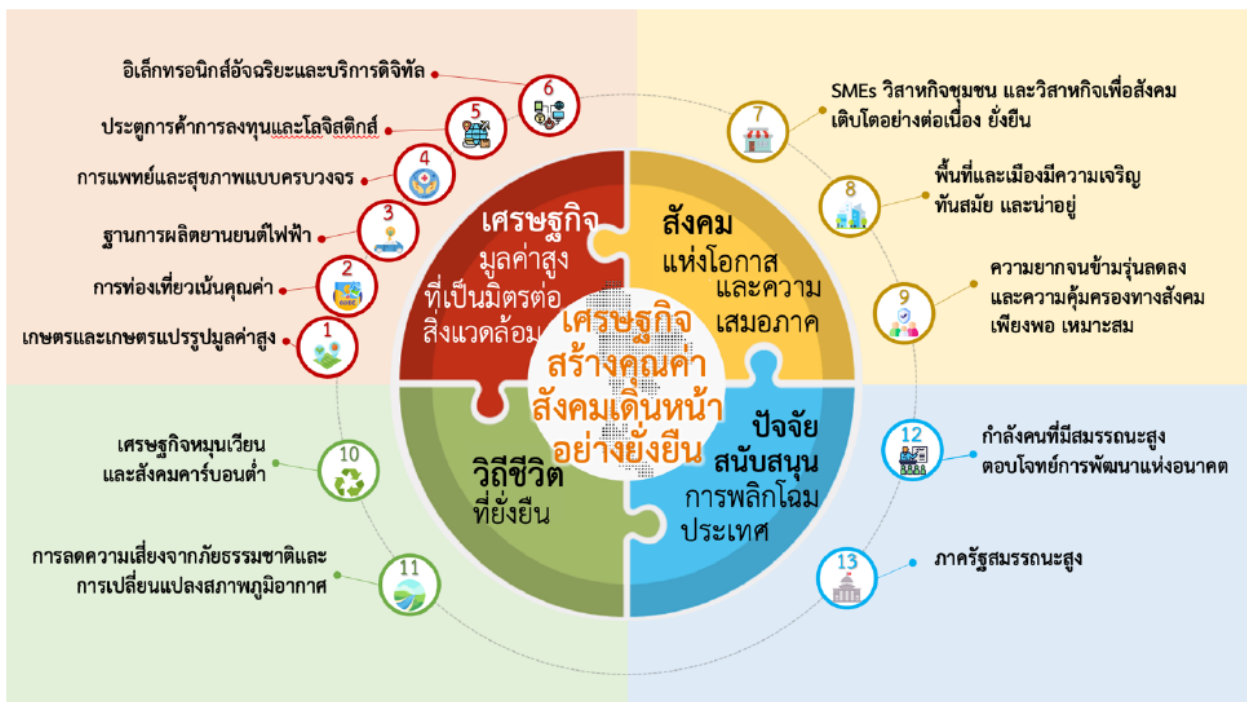 อิเล็กทรอนิกส์อัจฉริยะและบริการดิจิทัล
6
ประตูการค้าการลงทุนและโลจิสติกส์
5
การแพทย์และสุขภาพแบบครบวงจร
4
ฐานการผลิตยานยนต์ไฟฟ้า
3
การท่องเที่ยวเน้นคุณค่า
2
เกษตรและเกษตรแปรรูปมูลค่าสูง
1
เศรษฐกิจ
มูลค่าสูง
ที่เป็นมิตรต่อ
สิ่งแวดล้อม
สังคม
แห่งโอกาส
และความ
เสมอภาค
7
SMEs วิสาหกิจชุมชน และวิสาหกิจเพื่อสังคม
เติบโตอย่างต่อเนื่อง ยั่งยืน
8
พื้นที่และเมืองมีความเจริญ
ทันสมัย และน่าอยู่
9
ความยากจนข้ามรุ่นลดลง
และความคุ้มครองทางสังคม
เพียงพอ เหมาะสม
เศรษฐกิจ
สร้างคุณค่า
สังคมเดินหน้า
อย่างยั่งยืน
เศรษฐกิจหมุนเวียน
และสังคมคาร์บอนต่ำ
10
การลดความเสี่ยงจากภัยธรรมชาติและ
การเปลี่ยนแปลงสภาพภูมิอากาศ
11
วิถีชีวิต
ที่ยั่งยืน
ปัจจัย
สนับสนุน
การพลิกโฉม
ประเทศ
12
กำลังคนที่มีสมรรถนะสูง
ตอบโจทย์การพัฒนาแห่งอนาคต
13
ภาครัฐสมรรถนะสูง